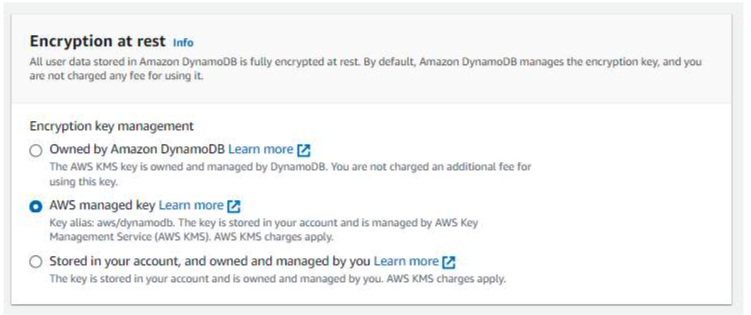 Encryption at rest Info
All user data stored in Amazon DynamoDB is fully encrypted at rest. By default, Amazon DynamoDB manages the encryption key, and you
are not charged any fee for using it.
Encryption key management
Owned by Amazon DynamoDB Learn more
The AWS KMS key is owned and managed by DynamoDB. You are not charged an additional fee for
using this key.
AWS managed key Learn more
Key alias: aws/dynamodb. The key is stored in your account and is managed by AWS Key
Management Service (AWS KMS). AWS KMS charges apply.
Stored in your account, and owned and managed by you Learn more
The key is stored in your account and is owned and managed by you. AWS KMS charges apply.